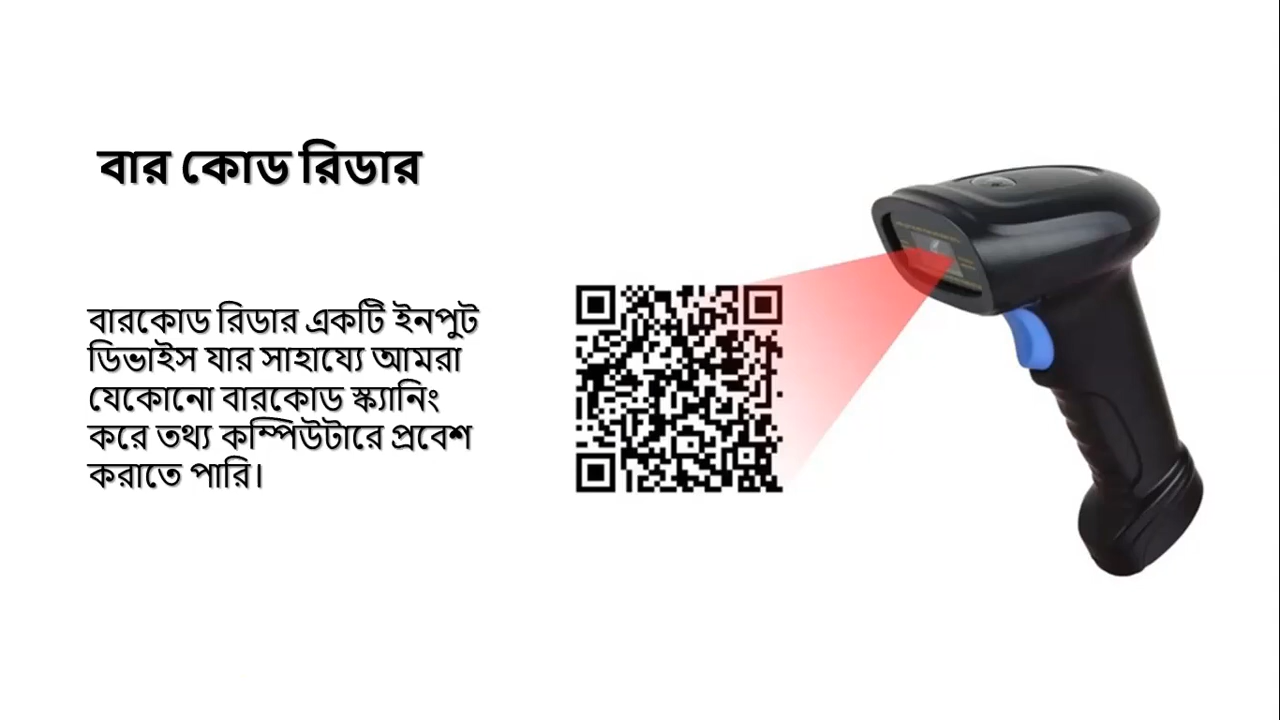 বার কোড রিডার
বারকোড রিডার একটি ইনপুট
ডিভাইস যার সাহায্যে আমরা
যেকোনো বারকোড স্ক্যানিং
করে তথ্য কম্পিউটারে প্রবেশ
করাতে পারি।